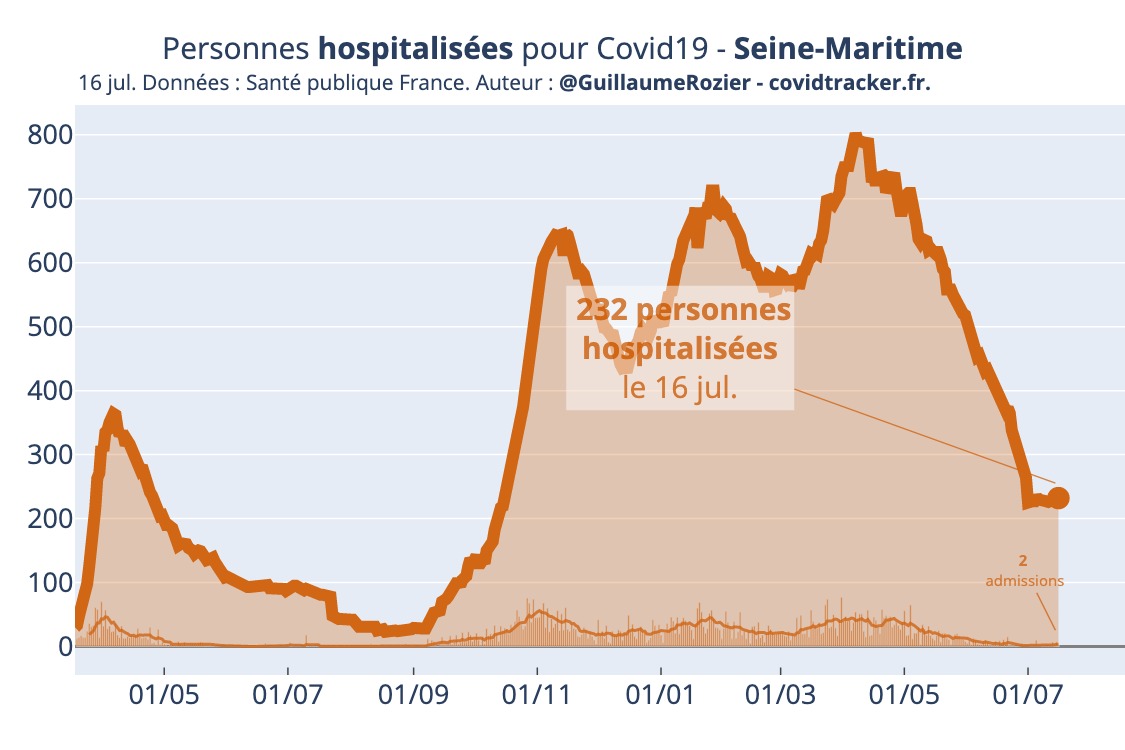 Personnes hospitalisées pour Covid19 - Seine-Maritime
16 jul. Données : Santé publique France. Auteur : @GuillaumeRozier - covidtracker.fr.
800
700
600
500
400
300
200
100
0
232 personnes
hospitalisées
le 16 jul.
2
admissions
01/05 01/07 01/09 01/11 01/01 01/03 01/05 01/07